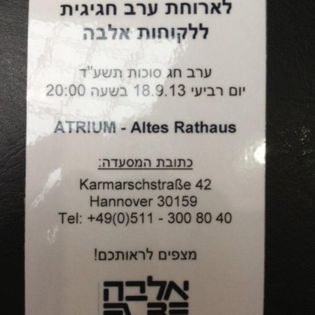 לארוחת ערב חגיגית
ללקוחות אלבה
ערב חג סוכות תשע"ד
יום רביעי 18.9.13 בשעה 20:00
ATRIUM - Altes Rathaus
כתובת המסעדה:
Karmarschstraße 42
Hannover 30159
Tel: +49(0)511 - 300 80 40
מצפים לראותכם!
אלבה